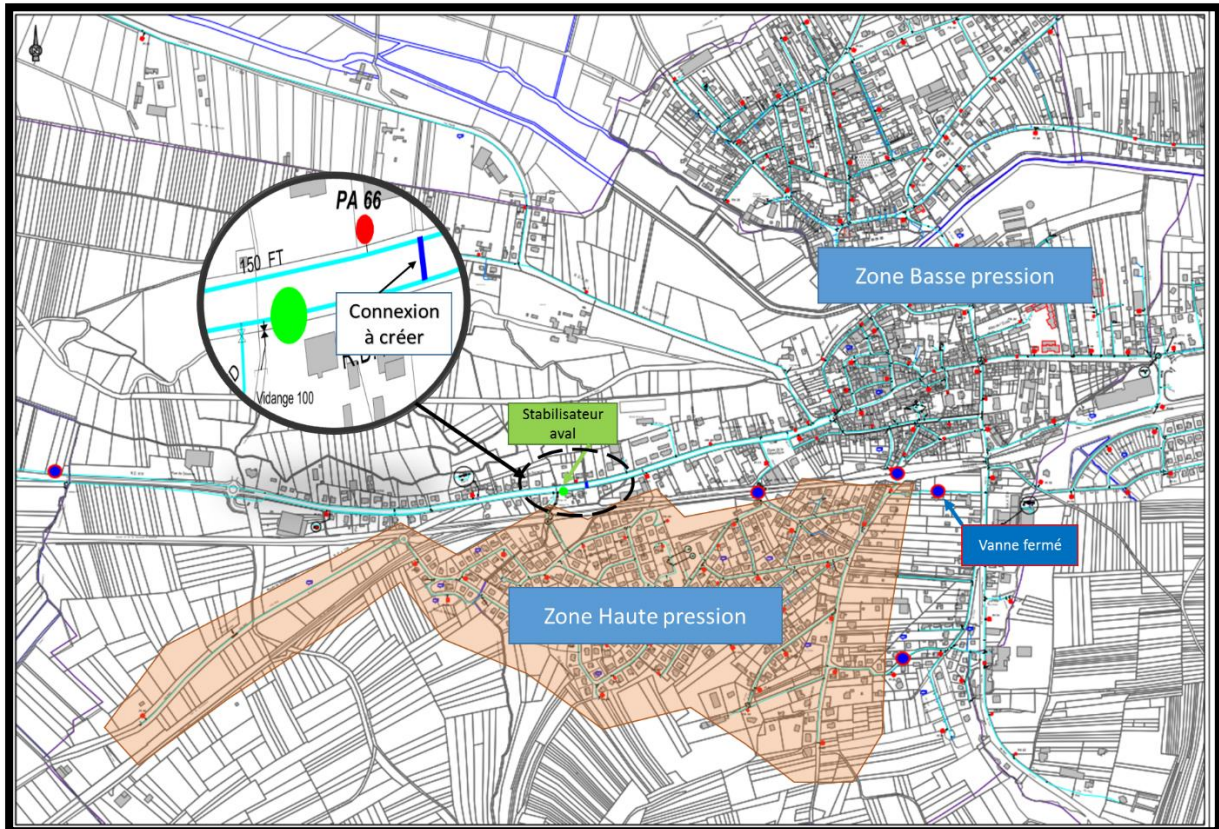 PA 66
150 FT
Zone Basse pression
Connexion
à créer
Vidange 100
Stabilisateur
aval
Vanne fermé
Zone Haute pression